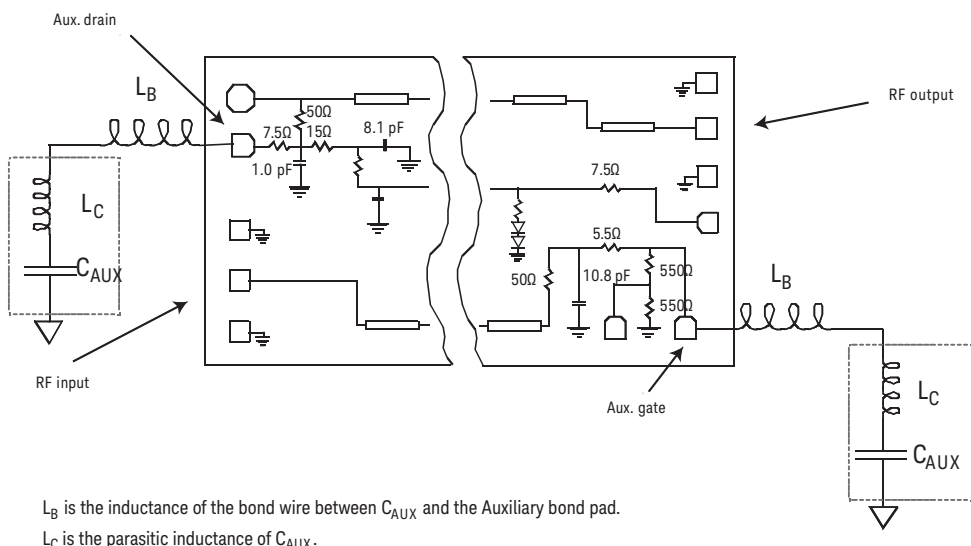 Aux. drain
L_B
RF output
50Ω
7.5Ω
15Ω
8.1 pF
1.0 pF
7.5Ω
L_C
C_AUX
5.5Ω
50Ω
10.8 pF
550Ω
550Ω
L_B
RF input
Aux. gate
L_C
C_AUX
L_B is the inductance of the bond wire between C_AUX and the Auxiliary bond pad.
L_C is the parasitic inductance of C_AUX.